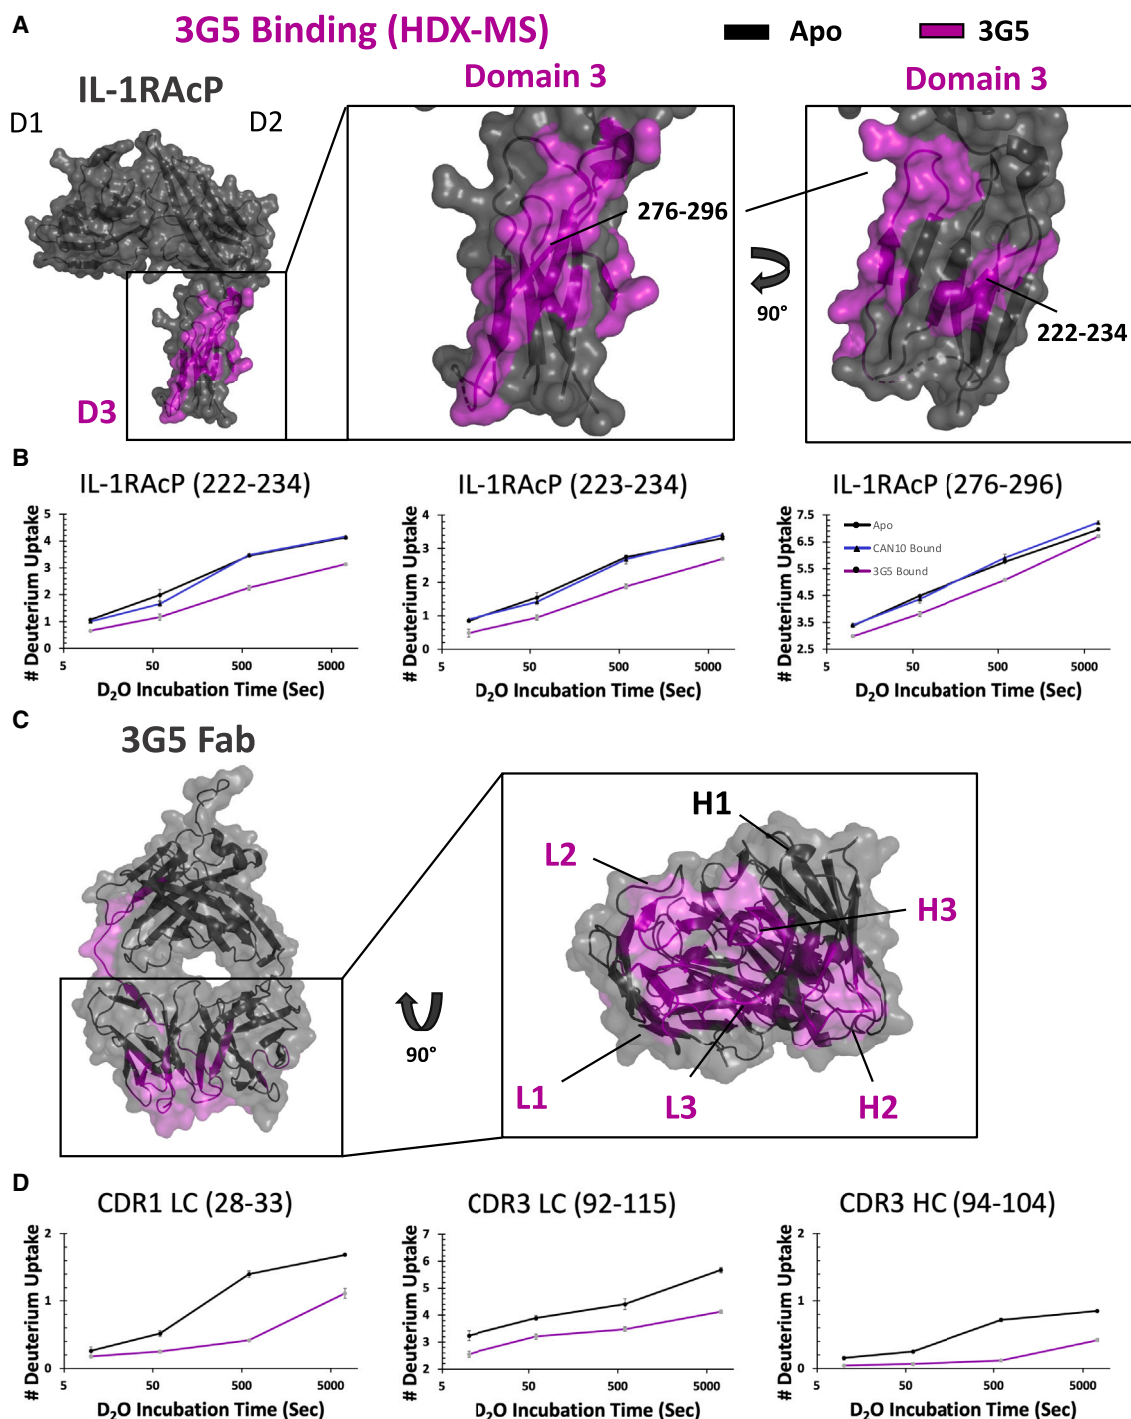 A
3G5 Binding (HDX-MS)
Apo
3G5
IL-1RAcP
D1
D2
D3
Domain 3
276-296
90°
Domain 3
222-234
B
IL-1RAcP (222-234)
# Deuterium Uptake
5
4
3
2
1
0
5
50
500
5000
D2O Incubation Time (Sec)
IL-1RAcP (223-234)
# Deuterium Uptake
4
3
2
1
0
5
50
500
5000
D2O Incubation Time (Sec)
IL-1RAcP (276-296)
# Deuterium Uptake
7.5
6.5
5.5
4.5
3.5
2.5
Apo
CAN10 Bound
3G5 Bound
5
50
500
5000
D2O Incubation Time (Sec)
C
3G5 Fab
90°
H1
L2
H3
L1
L3
H2
D
CDR1 LC (28-33)
# Deuterium Uptake
2
1
0
5
50
500
5000
D2O Incubation Time (Sec)
CDR3 LC (92-115)
# Deuterium Uptake
7
6
5
4
3
2
5
50
500
5000
D2O Incubation Time (Sec)
CDR3 HC (94-104)
# Deuterium Uptake
2
1
0
5
50
500
5000
D2O Incubation Time (Sec)